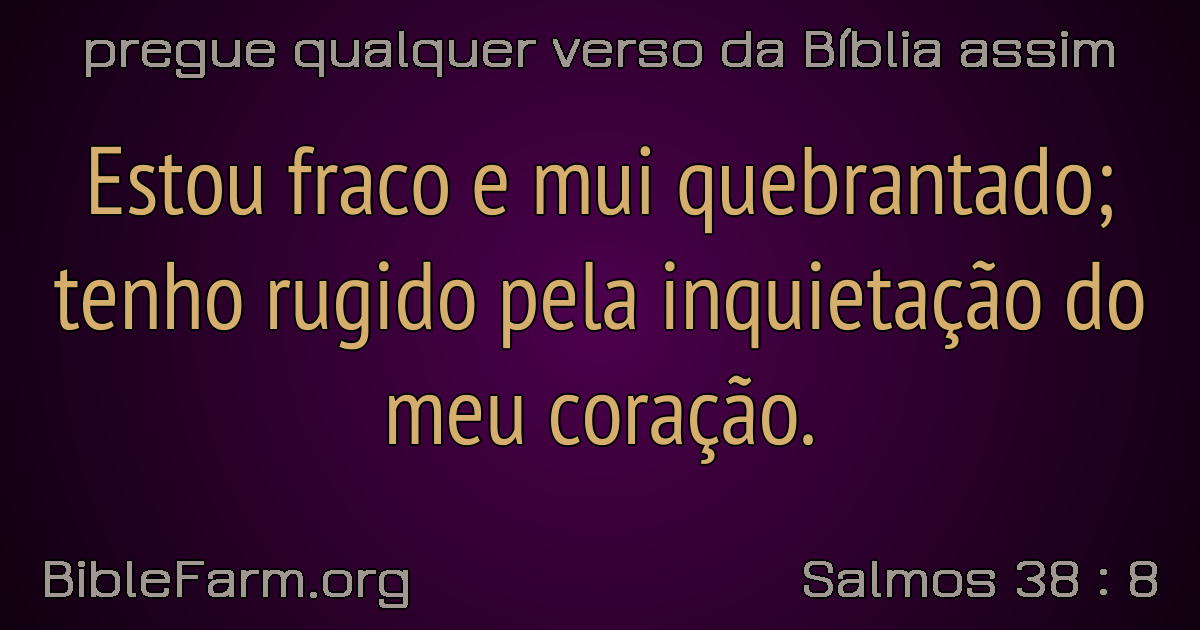 pregue qualquer verso da Bíblia assim
Estou fraco e mui quebrantado;
tenho rugido pela inquietação do
meu coração.
BibleFarm.org
Salmos 38 : 8